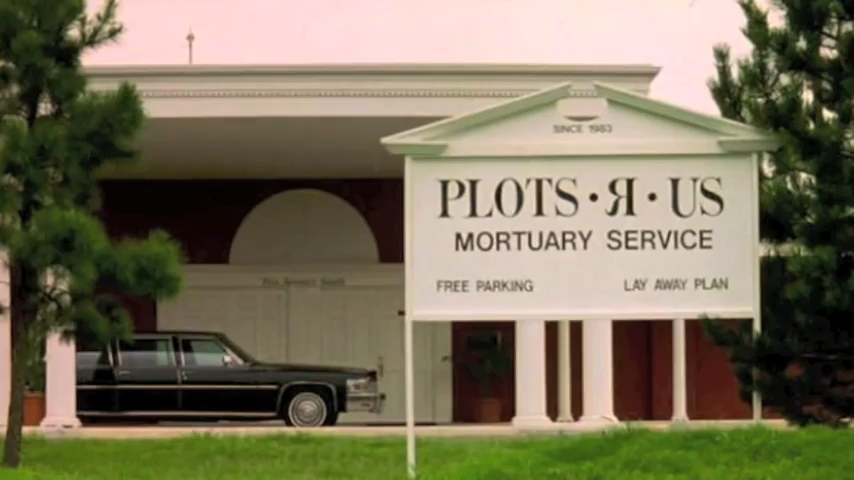 SINCE 1983
PLOTS • Я • US
MORTUARY SERVICE
FREE PARKING LAY AWAY PLAN